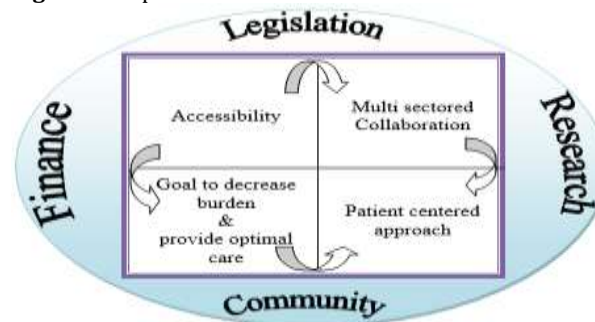 Legislation
Finance
Research
Accessibility
Multi sectored
Collaboration
Goal to decrease
burden
&
provide optimal
care
Patient centered
approach
Community